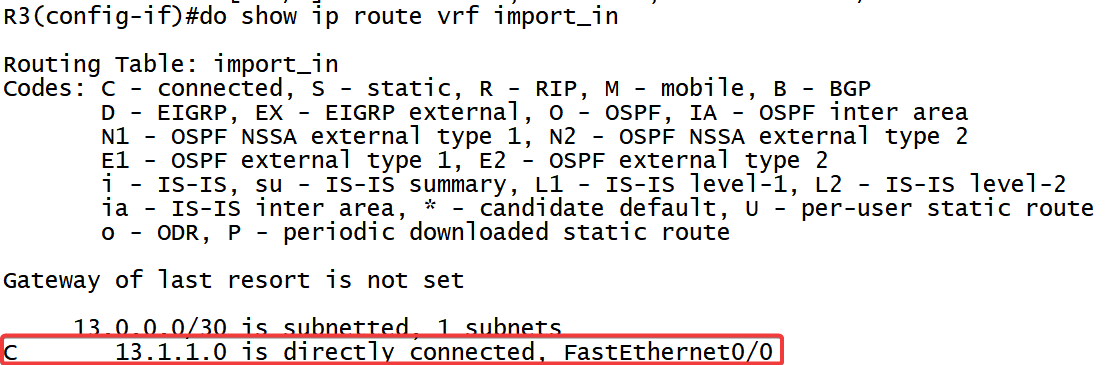 R3(config-if)#do show ip route vrf import_in
Routing Table: import_in
Codes: C - connected, S - static, R - RIP, M - mobile, B - BGP
D - EIGRP, EX - EIGRP external, O - OSPF, IA - OSPF inter area
N1 - OSPF NSSA external type 1, N2 - OSPF NSSA external type 2
E1 - OSPF external type 1, E2 - OSPF external type 2
i - IS-IS, su - IS-IS summary, L1 - IS-IS level-1, L2 - IS-IS level-2
ia - IS-IS inter area, * - candidate default, U - per-user static route
o - ODR, P - periodic downloaded static route
Gateway of last resort is not set
13.0.0.0/30 is subnetted, 1 subnets
C 13.1.1.0 is directly connected, FastEthernet0/0